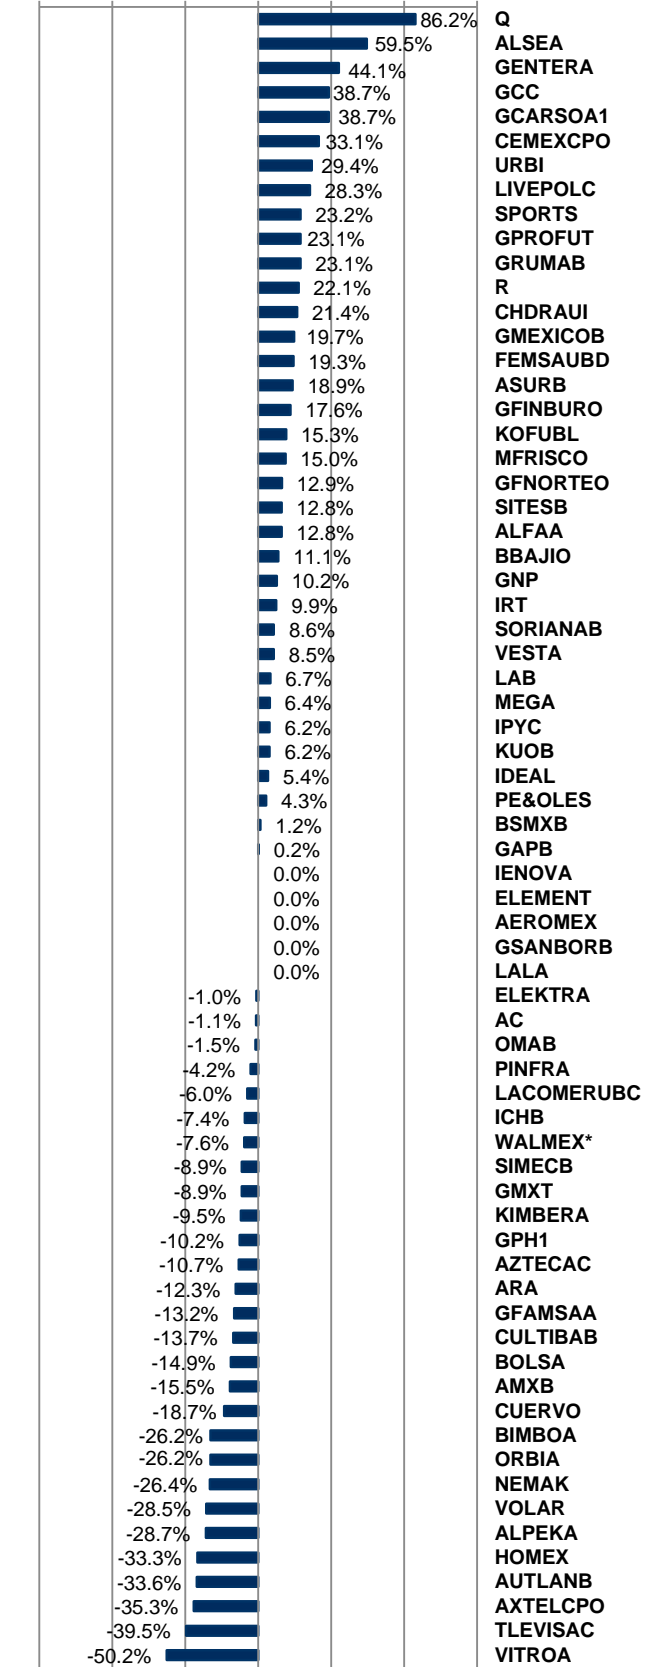 86.2% Q
59.5% ALSEA
44.1% GENTERA
38.7% GCC
38.7% GCARSOA1
33.1% CEMEXCPO
29.4% URBI
28.3% LIVEPOLC
23.2% SPORTS
23.1% GPROFUT
23.1% GRUMAB
22.1% R
21.4% CHDRAUI
19.7% GMEXICOB
19.3% FEMSAUBD
18.9% ASURB
17.6% GFINBURO
15.3% KOFUBL
15.0% MFRISCO
12.9% GFNORTEO
12.8% SITESB
12.8% ALFAA
11.1% BBAJIO
10.2% GNP
9.9% IRT
8.6% SORIANAB
8.5% VESTA
6.7% LAB
6.4% MEGA
6.2% IPYC
6.2% KUOB
5.4% IDEAL
4.3% PE&OLES
1.2% BSMXB
0.2% GAPB
0.0% IENOVA
0.0% ELEMENT
0.0% AEROMEX
0.0% GSANBORB
0.0% LALA
-1.0% ELEKTRA
-1.1% AC
-1.5% OMAB
-4.2% PINFRA
-6.0% LACOMERUBC
-7.4% ICHB
-7.6% WALMEX*
-8.9% SIMECB
-8.9% GMXT
-9.5% KIMBERA
-10.2% GPH1
-10.7% AZTECAC
-12.3% ARA
-13.2% GFAMSAA
-13.7% CULTIBAB
-14.9% BOLSA
-15.5% AMXB
-18.7% CUERVO
-26.2% BIMBOA
-26.2% ORBIA
-26.4% NEMAK
-28.5% VOLAR
-28.7% ALPEKA
-33.3% HOMEX
-33.6% AUTLANB
-35.3% AXTELCPO
-39.5% TLEVISAC
-50.2% VITROA